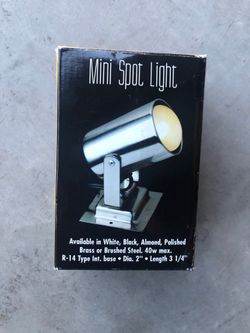 Mini Spot Light
Available in White, Black, Almond, Polished
Brass or Brushed Steel. 40w max.
R-14 Type Int. base • Dia. 2" • Length 3 1/4"